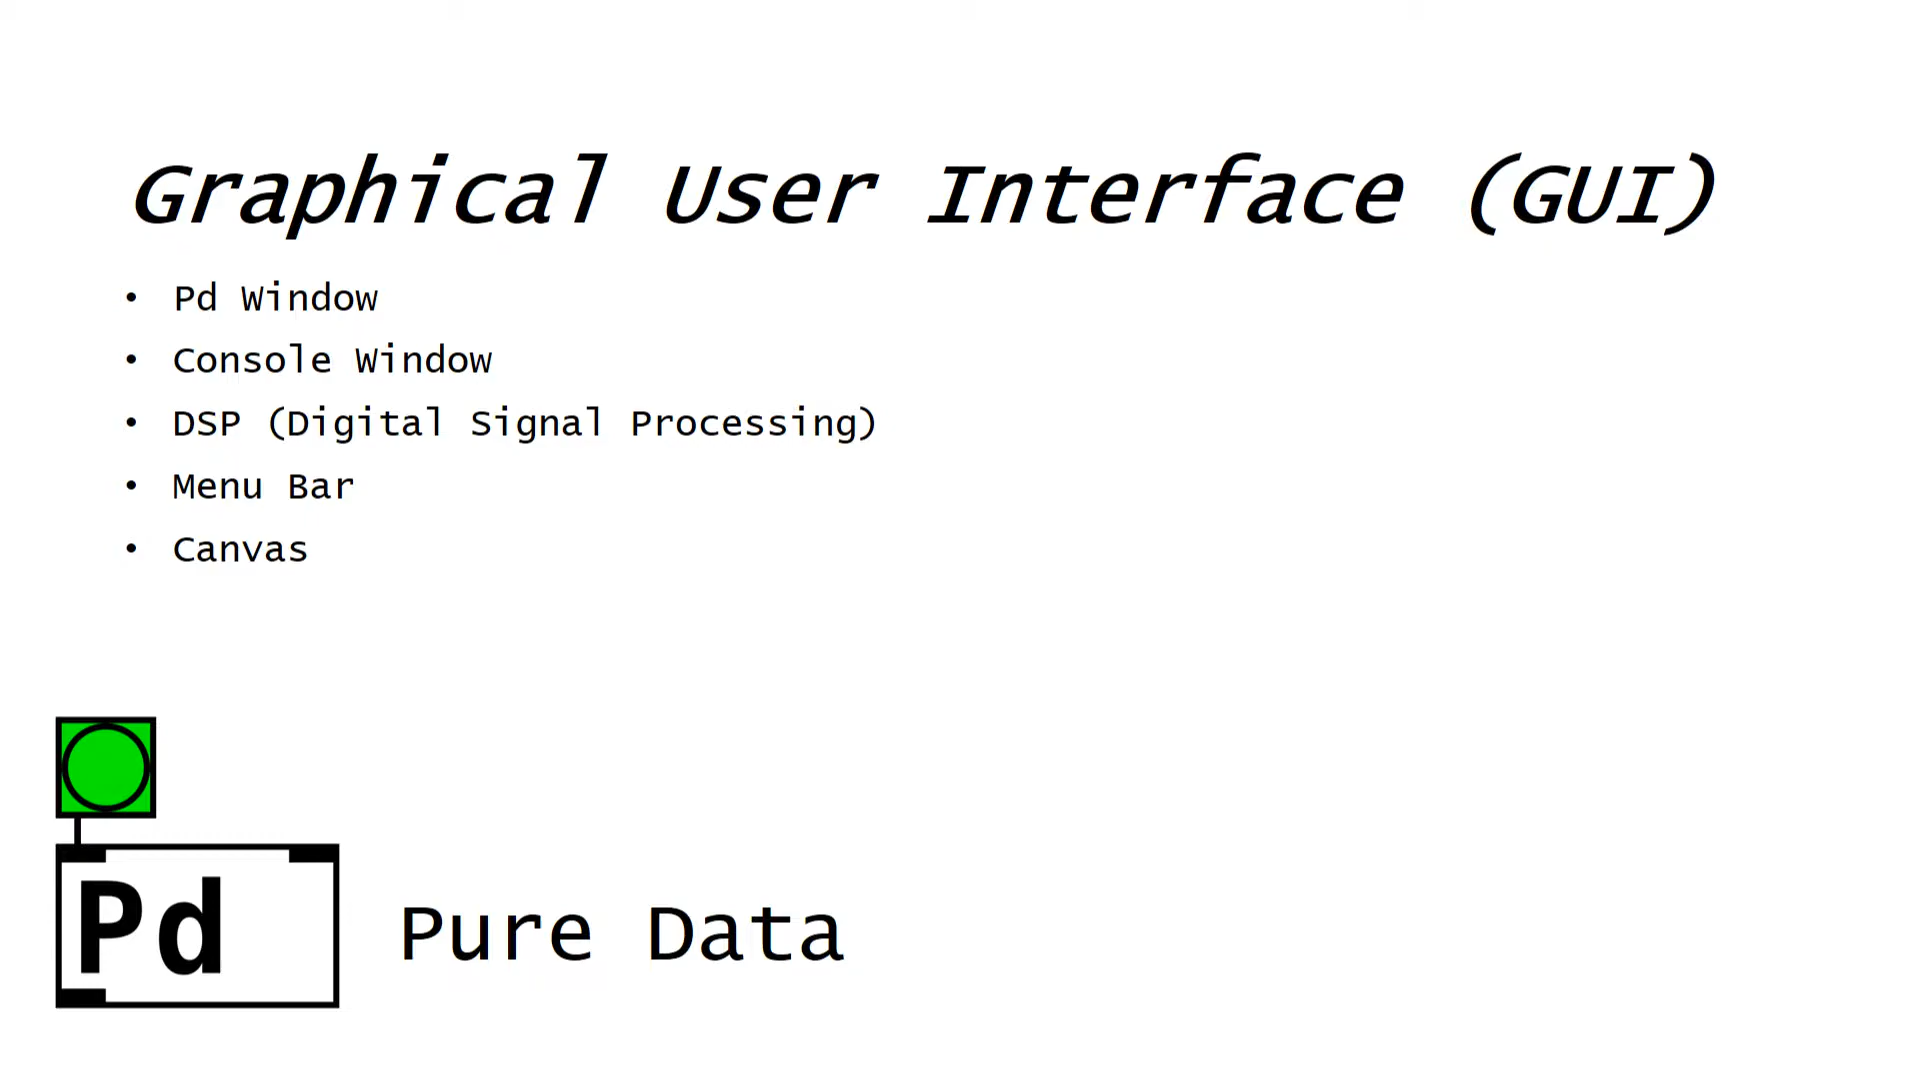 Graphical User Interface (GUI)
• Pd Window
• Console Window
• DSP (Digital Signal Processing)
• Menu Bar
• Canvas
Pd
Pure Data